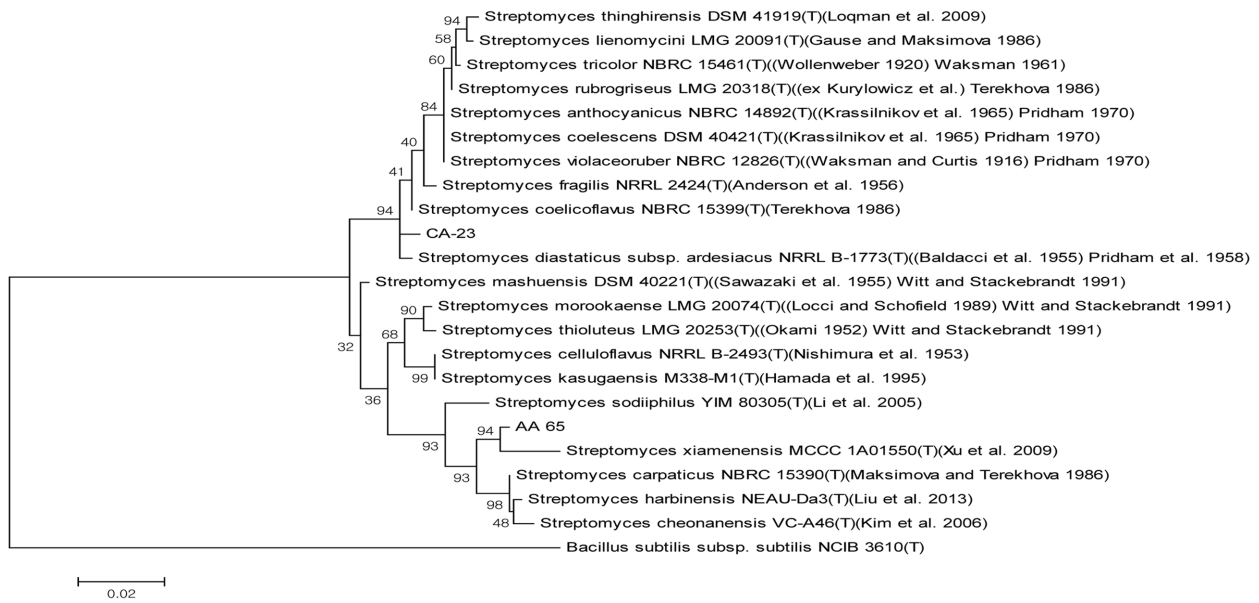 94 Streptomyces thinghirensis DSM 41919(T)(Loqman et al. 2009)
58 Streptomyces lienomycini LMG 20091(T)(Gause and Maksimova 1986)
60 Streptomyces tricolor NBRC 15461(T)((Wollenweber 1920) Waksman 1961)
Streptomyces rubrogriseus LMG 20318(T)((ex Kurylowicz et al.) Terekhova 1986)
84 Streptomyces anthocyanicus NBRC 14892(T)((Krassilnikov et al. 1965) Pridham 1970)
40 Streptomyces coelescens DSM 40421(T)((Krassilnikov et al. 1965) Pridham 1970)
Streptomyces violaceoruber NBRC 12826(T)((Waksman and Curtis 1916) Pridham 1970)
41 Streptomyces fragilis NRRL 2424(T)(Anderson et al. 1956)
94 Streptomyces coelicoflavus NBRC 15399(T)(Terekhova 1986)
CA-23
Streptomyces diastaticus subsp. ardesiacus NRRL B-1773(T)((Baldacci et al. 1955) Pridham et al. 1958)
Streptomyces mashuensis DSM 40221(T)((Sawazaki et al. 1955) Witt and Stackebrandt 1991)
90 Streptomyces morookaense LMG 20074(T)((Locci and Schofield 1989) Witt and Stackebrandt 1991)
68 Streptomyces thioluteus LMG 20253(T)((Okami 1952) Witt and Stackebrandt 1991)
32 Streptomyces celluloflavus NRRL B-2493(T)(Nishimura et al. 1953)
99 Streptomyces kasugaensis M338-M1(T)(Hamada et al. 1995)
36 Streptomyces sodiiphilus YIM 80305(T)(Li et al. 2005)
94 AA 65
93 Streptomyces xiamenensis MCCC 1A01550(T)(Xu et al. 2009)
93 Streptomyces carpaticus NBRC 15390(T)(Maksimova and Terekhova 1986)
98 Streptomyces harbinensis NEAU-Da3(T)(Liu et al. 2013)
48 Streptomyces cheonanensis VC-A46(T)(Kim et al. 2006)
Bacillus subtilis subsp. subtilis NCIB 3610(T)
0.02